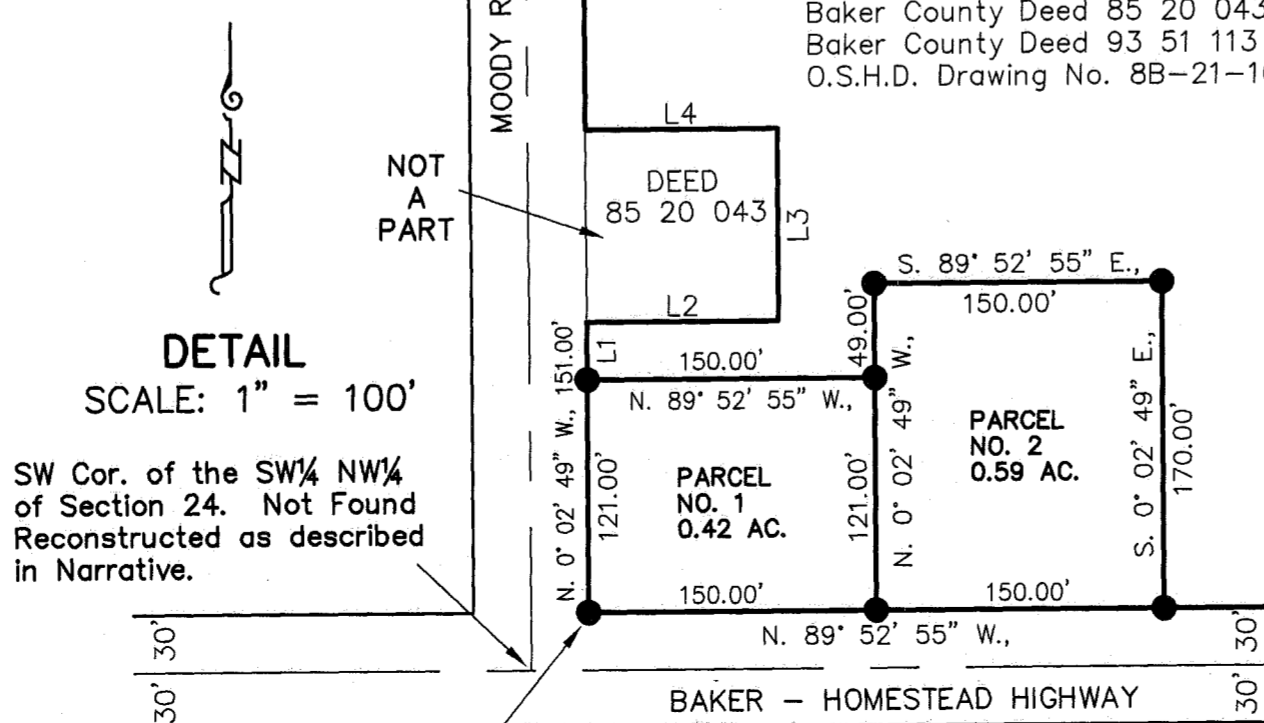 Baker County Deed 85 20 043
Baker County Deed 93 51 113
O.S.H.D. Drawing No. 8B-21-1
MOODY R
L4
NOT
A
PART
DEED
85 20 043
L3
L2
L1
S. 89° 52' 55" E.,
150.00'
DETAIL
SCALE: 1" = 100'
N. 0° 02' 49" W., 151.00'
150.00'
N. 89° 52' 55" W.,
49.00'
N. 0° 02' 49" W.,
S. 0° 02' 49" E.,
170.00'
SW Cor. of the SW¼ NW¼
of Section 24. Not Found
Reconstructed as described
in Narrative.
121.00'
PARCEL
NO. 1
0.42 AC.
121.00'
PARCEL
NO. 2
0.59 AC.
150.00'
150.00'
N. 89° 52' 55" W.,
30'
30'
30'
30'
BAKER - HOMESTEAD HIGHWAY